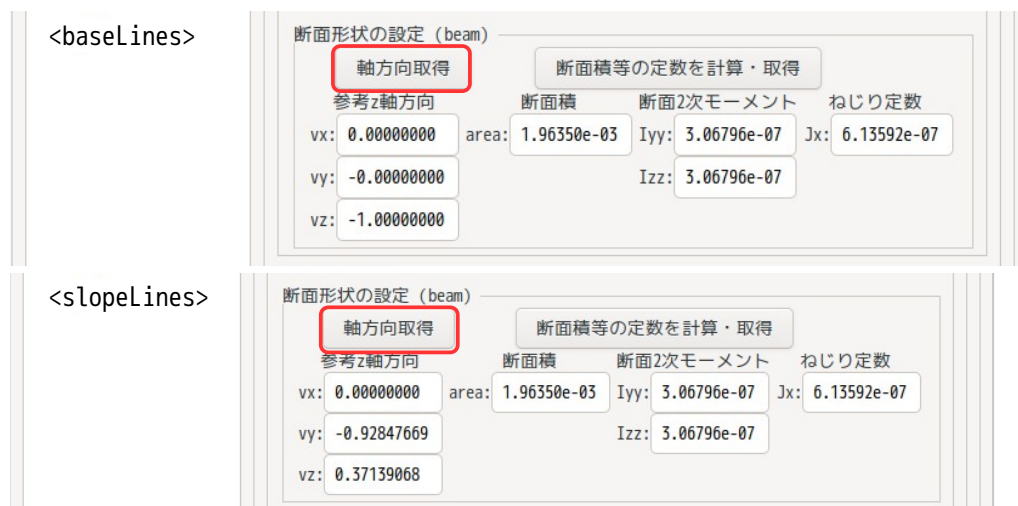 <baseLines>
断面形状の設定 (beam)
軸方向取得 断面積等の定数を計算・取得
参考z軸方向 断面積 断面2次モーメント ねじり定数
vx: 0.00000000 area: 1.96350e-03 Iyy: 3.06796e-07 Jx: 6.13592e-07
vy: -0.00000000 Izz: 3.06796e-07
vz: -1.00000000
<slopeLines>
断面形状の設定 (beam)
軸方向取得 断面積等の定数を計算・取得
参考z軸方向 断面積 断面2次モーメント ねじり定数
vx: 0.00000000 area: 1.96350e-03 Iyy: 3.06796e-07 Jx: 6.13592e-07
vy: -0.92847669 Izz: 3.06796e-07
vz: 0.37139068